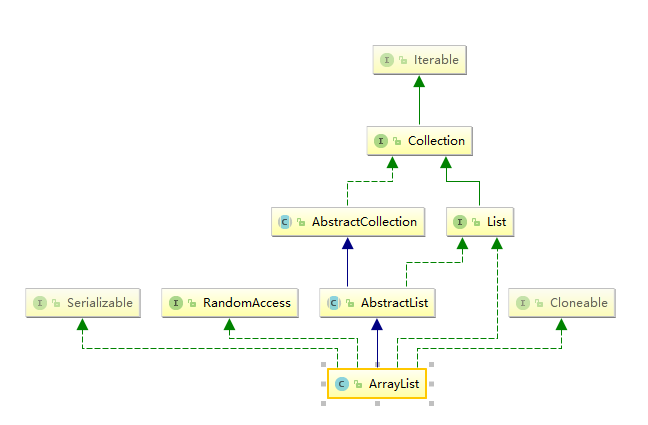 I Iterable
I Collection
C AbstractCollection
I List
I Serializable
I RandomAccess
C AbstractList
I Cloneable
C ArrayList